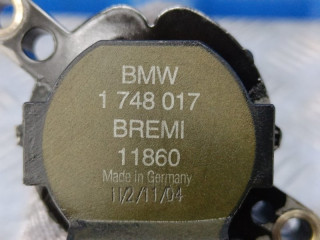 BMW
1 748 017
BREMI
11860
Made in Germany
11/2/11/04